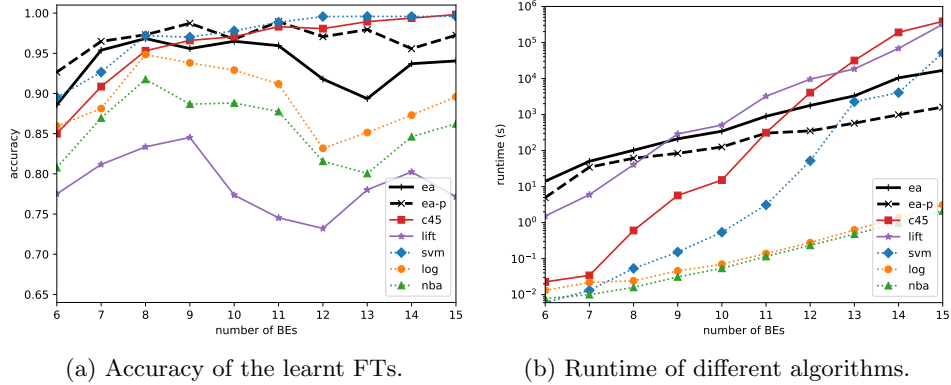 1.00
0.95
0.90
0.85
0.80
0.75
0.70
0.65
accuracy
6 7 8 9 10 11 12 13 14 15
number of BEs
ea
ea-p
c45
lift
svm
log
nba
(a) Accuracy of the learnt FTs.
10^6
10^5
10^4
10^3
10^2
10^1
10^0
10^−1
10^−2
runtime (s)
6 7 8 9 10 11 12 13 14 15
number of BEs
ea
ea-p
c45
lift
svm
log
nba
(b) Runtime of different algorithms.